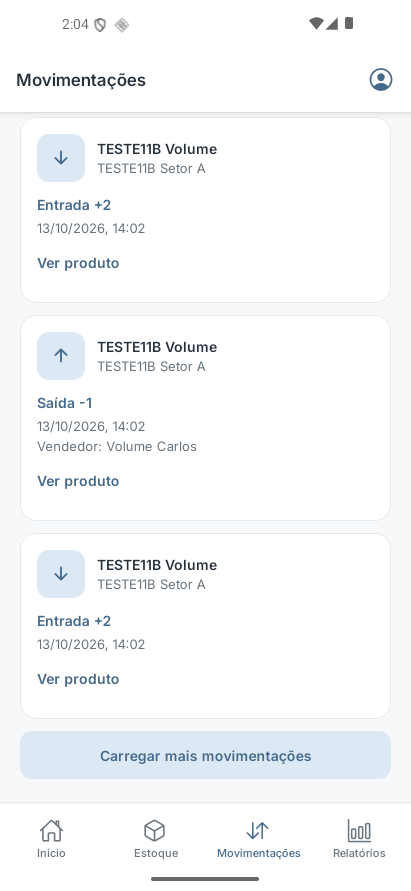 2:04
Movimentações
TESTE11B Volume
TESTE11B Setor A
Entrada +2
13/10/2026, 14:02
Ver produto
TESTE11B Volume
TESTE11B Setor A
Saída -1
13/10/2026, 14:02
Vendedor: Volume Carlos
Ver produto
TESTE11B Volume
TESTE11B Setor A
Entrada +2
13/10/2026, 14:02
Ver produto
Carregar mais movimentações
Início
Estoque
Movimentações
Relatórios